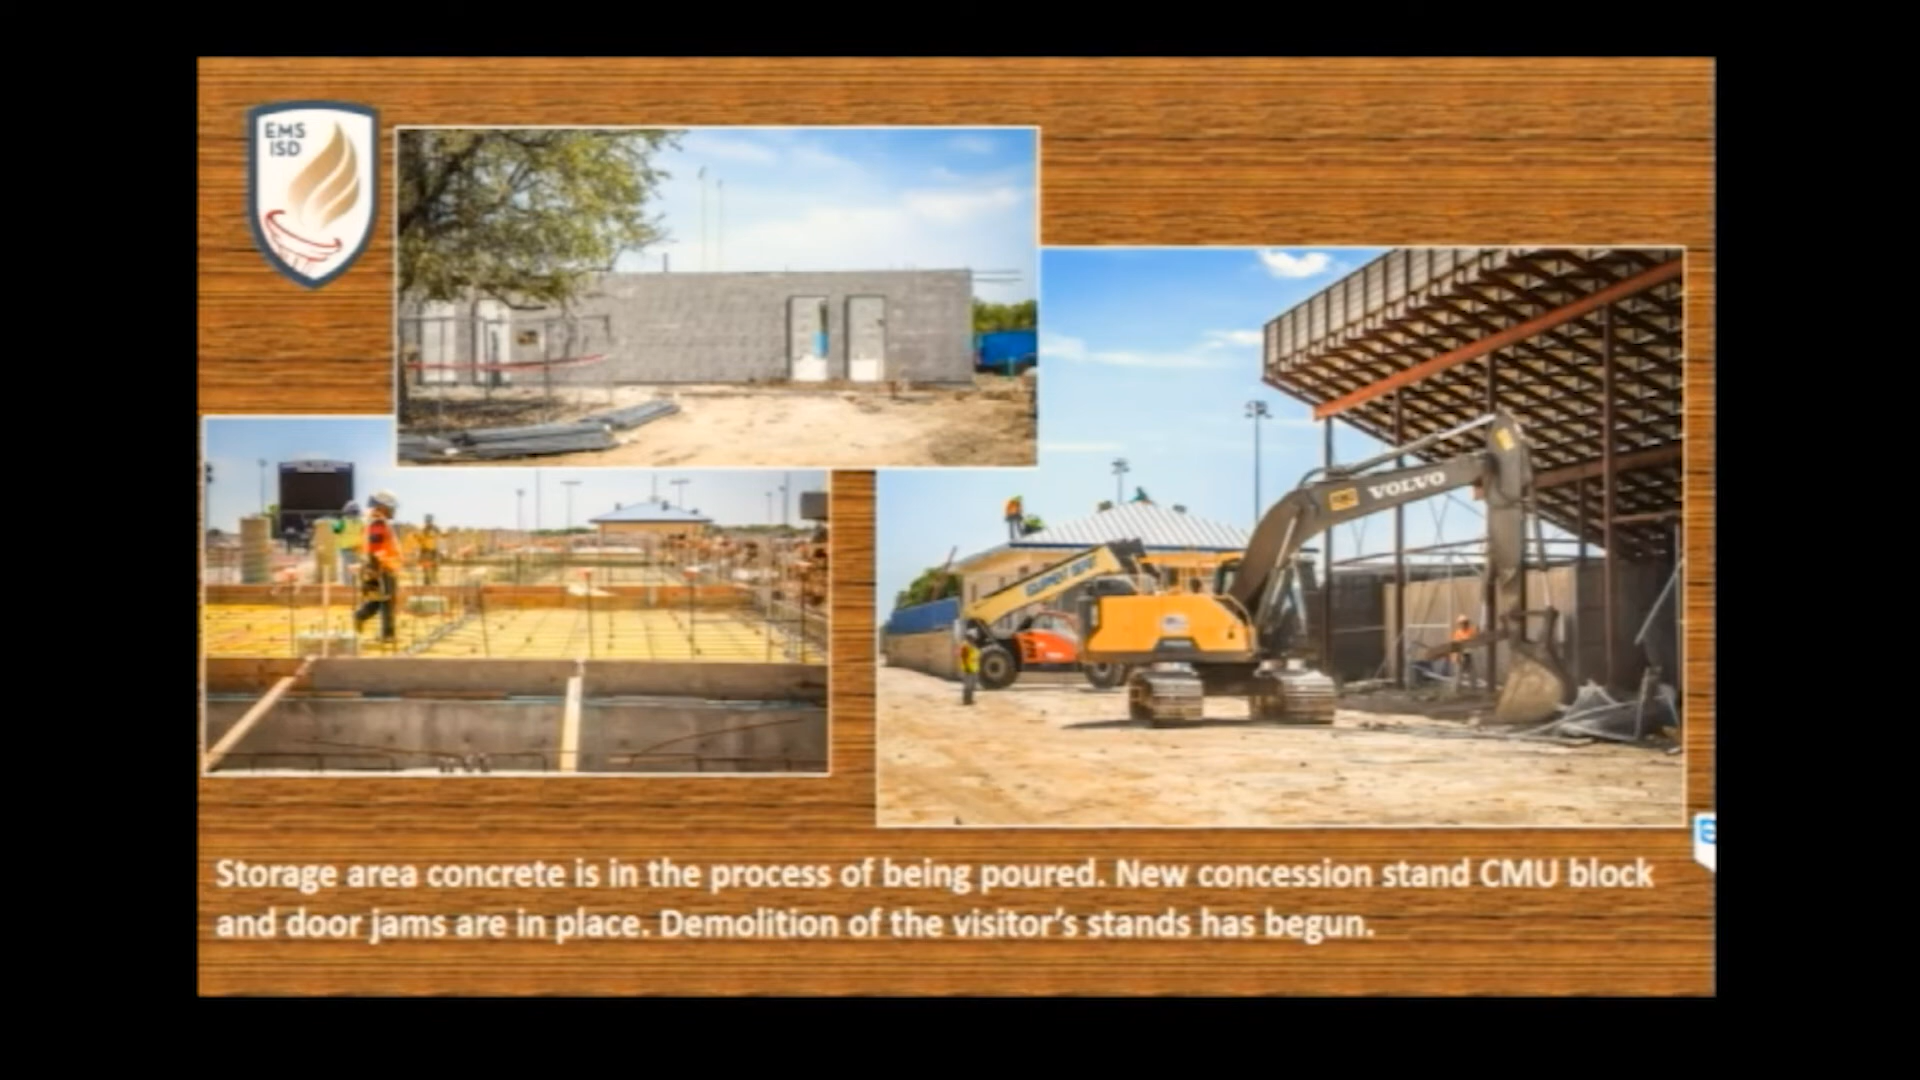 EMS
ISD
VOLVO
Storage area concrete is in the process of being poured. New concession stand CMU block
and door jams are in place. Demolition of the visitor's stands has begun.